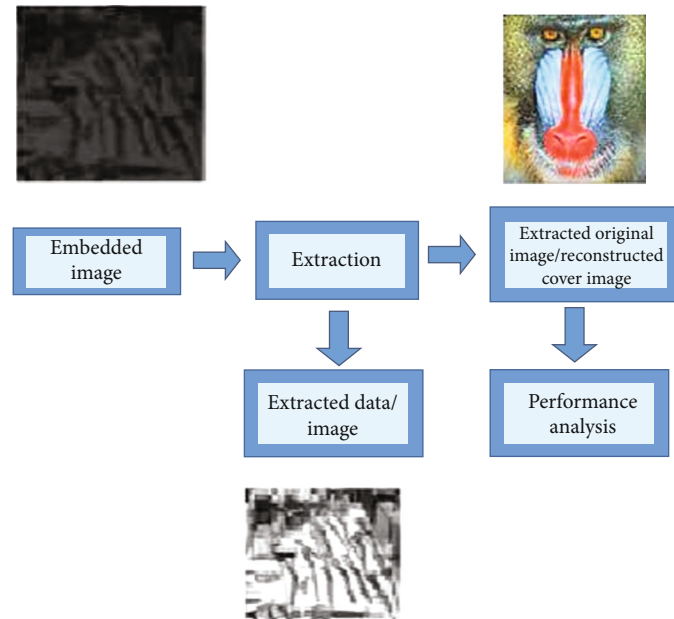 Embedded
image
Extraction
Extracted original
image/reconstructed
cover image
Extracted data/
image
Performance
analysis